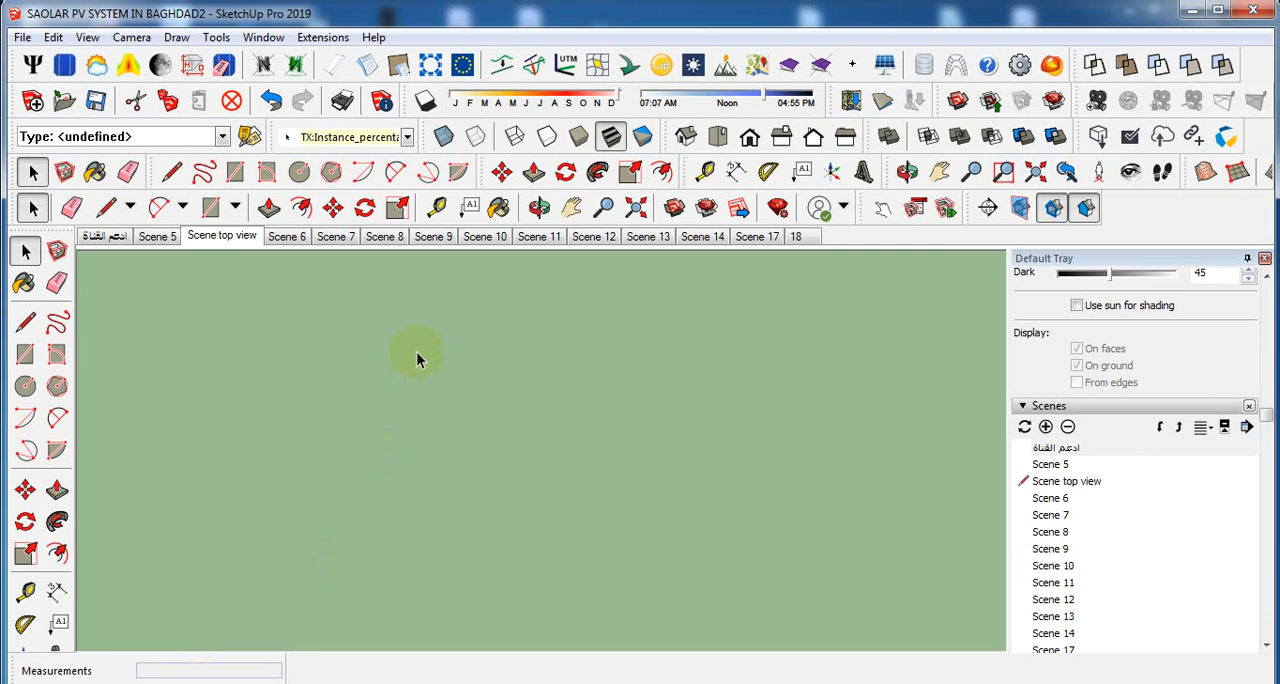 SAOLAR PV SYSTEM IN BAGHDAD2 - SketchUp Pro 2019
File Edit View Camera Draw Tools Window Extensions Help
UTM
J F M A M J J A S O N D 07:07 AM Noon 04:55 PM
Type: <undefined> TX:Instance_percenta
A1
A1
ادعم القناة Scene 5 Scene top view Scene 6 Scene 7 Scene 8 Scene 9 Scene 10 Scene 11 Scene 12 Scene 13 Scene 14 Scene 17 18
Default Tray
Dark 45
Use sun for shading
Display:
On faces
On ground
From edges
Scenes
ادعم القناة
Scene 5
Scene top view
Scene 6
Scene 7
Scene 8
Scene 9
Scene 10
Scene 11
Scene 12
Scene 13
Scene 14
Scene 17
A1
Measurements